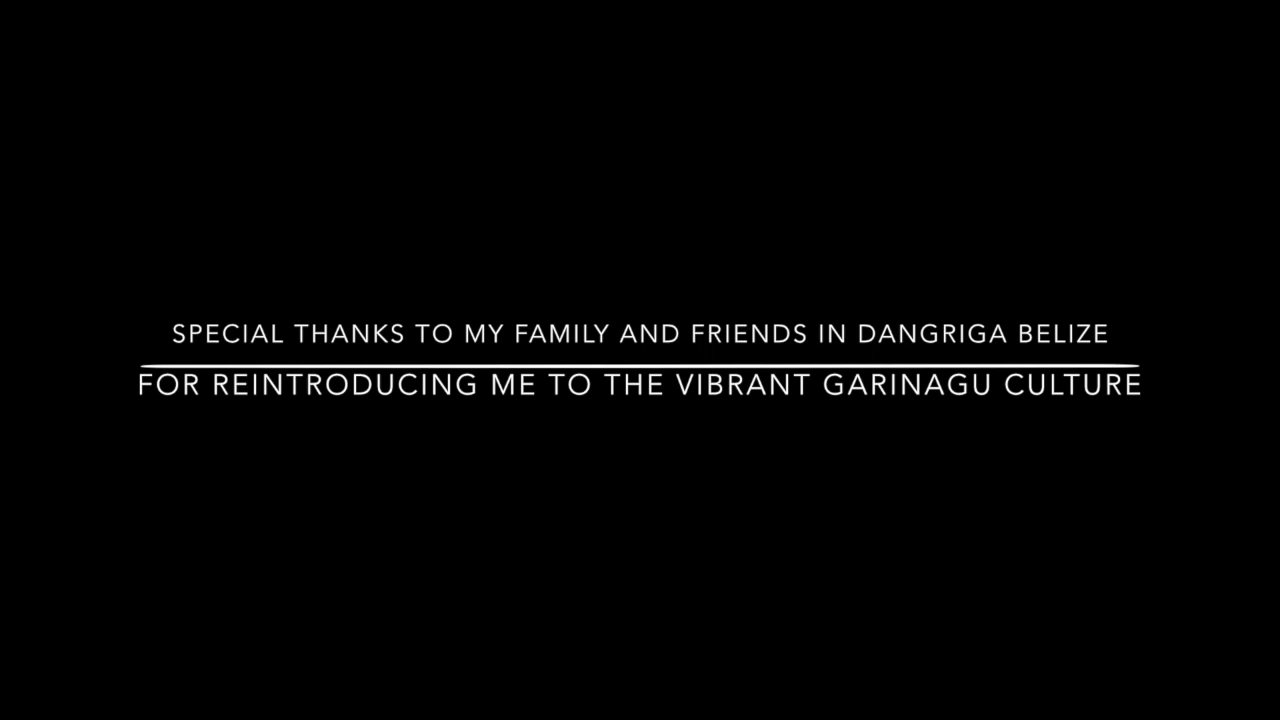 SPECIAL THANKS TO MY FAMILY AND FRIENDS IN DANGRIGA BELIZE
FOR REINTRODUCING ME TO THE VIBRANT GARINAGU CULTURE